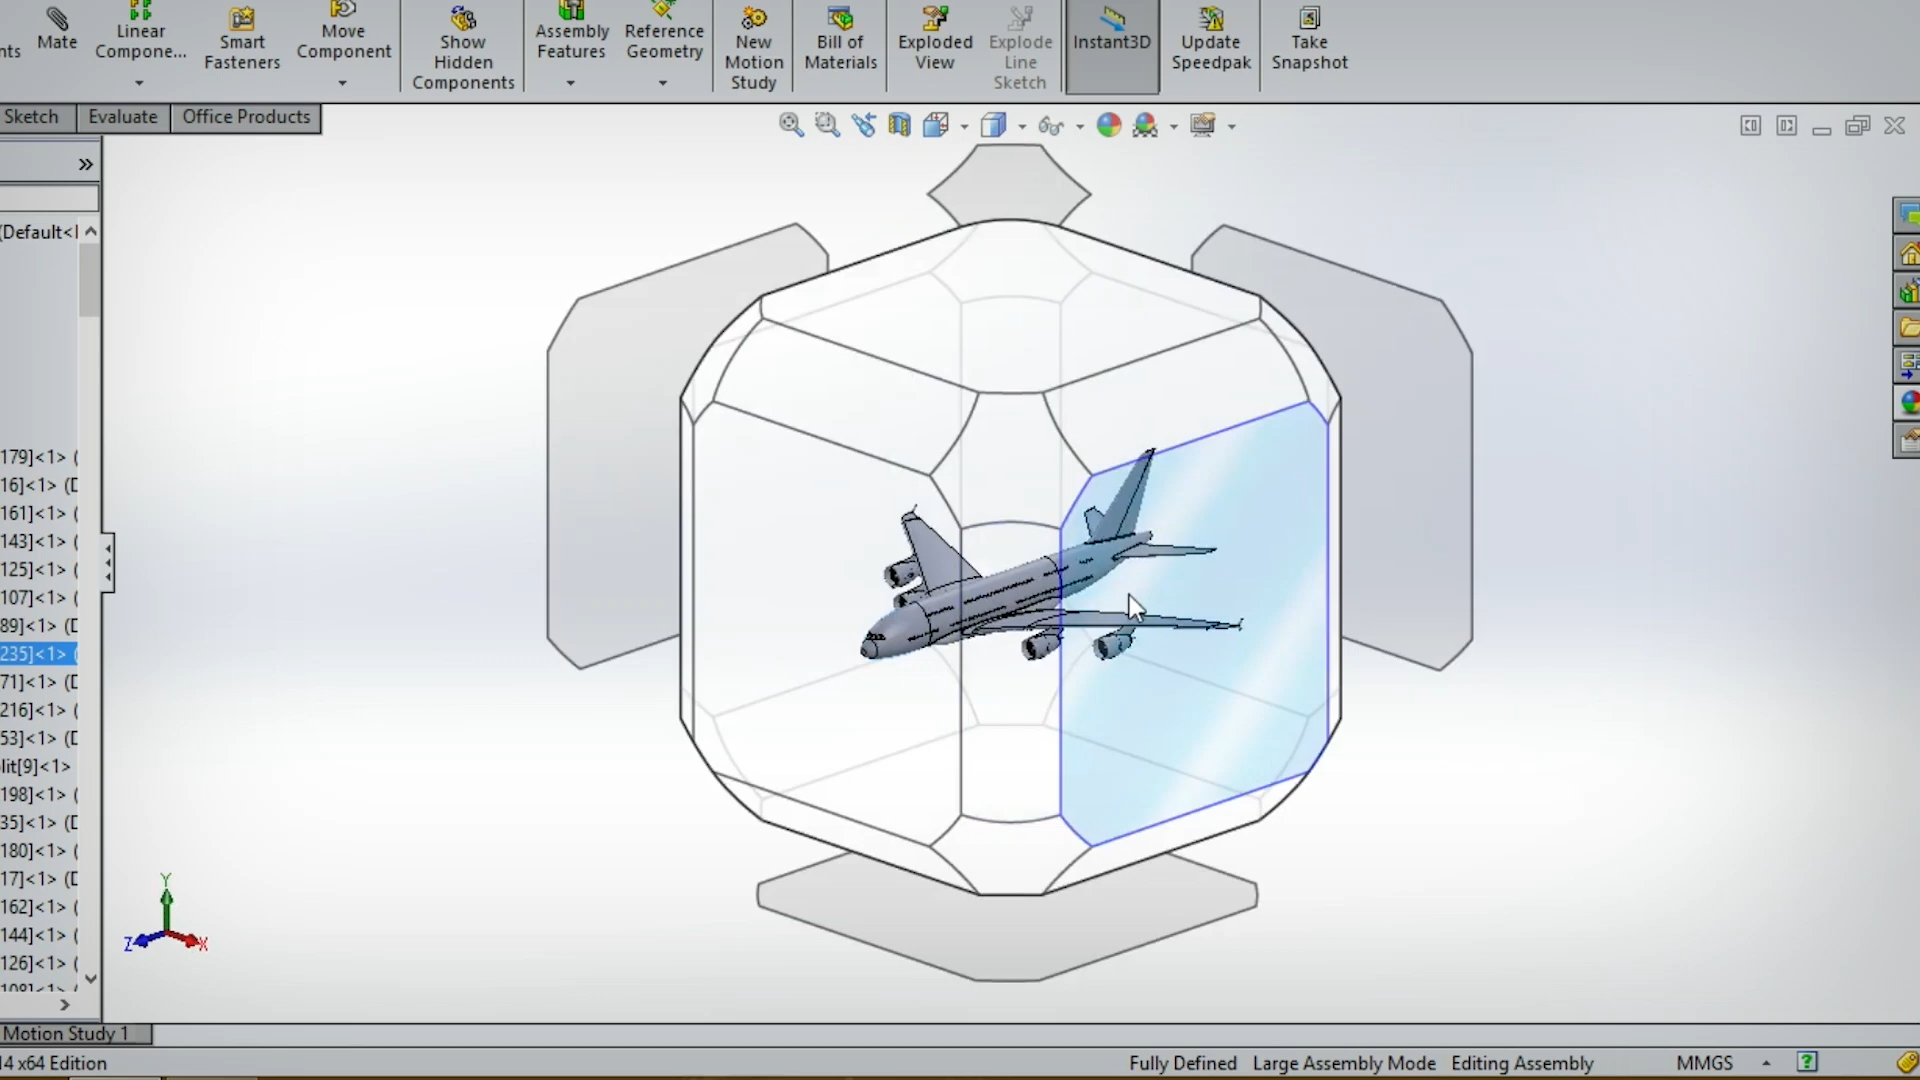 nts
Mate
Linear
Compone...
Smart
Fasteners
Move
Component
Show
Hidden
Components
Assembly
Features
Reference
Geometry
New
Motion
Study
Bill of
Materials
Exploded
View
Explode
Line
Sketch
Instant3D
Update
Speedpak
Take
Snapshot
Sketch
Evaluate
Office Products
(Default<
179]<1> (
16]<1> (D
161]<1> (
143]<1> (
125]<1> (
107]<1> (
89]<1> (D
235]<1> (
71]<1> (D
216]<1> (
53]<1> (D
lit[9]<1>
198]<1> (
35]<1> (D
180]<1> (
17]<1> (D
162]<1> (
144]<1> (
126]<1> (
108]<1> (
Y
Z
X
Motion Study 1
14 x64 Edition
Fully Defined
Large Assembly Mode
Editing Assembly
MMGS
?